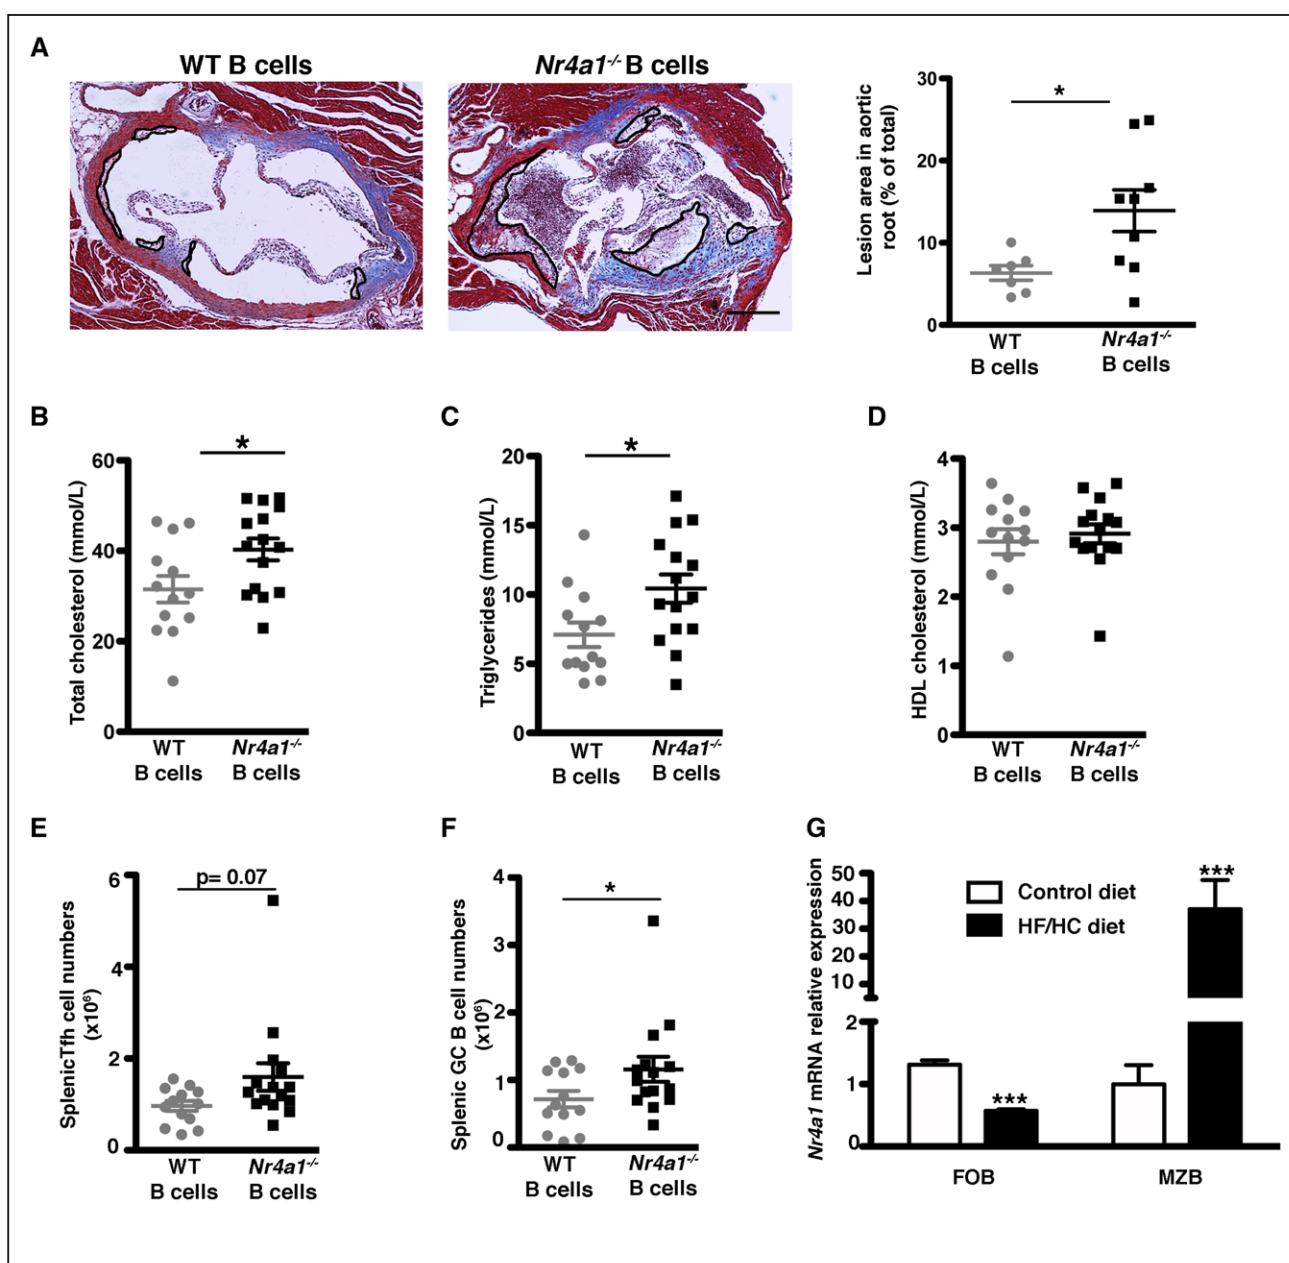 A
WT B cells
Nr4a1-/- B cells
Lesion area in aortic
root (% of total)
30
20
10
0
*
WT
B cells
Nr4a1-/-
B cells
B
Total cholesterol (mmol/L)
60
40
20
0
*
WT
B cells
Nr4a1-/-
B cells
C
Triglycerides (mmol/L)
20
15
10
5
0
*
WT
B cells
Nr4a1-/-
B cells
D
HDL cholesterol (mmol/L)
4
3
2
1
0
WT
B cells
Nr4a1-/-
B cells
E
SplenicTfh cell numbers
(x10⁶)
6
4
2
0
p= 0.07
WT
B cells
Nr4a1-/-
B cells
F
Splenic GC B cell numbers
(x10⁶)
4
3
2
1
0
*
WT
B cells
Nr4a1-/-
B cells
G
Nr4a1 mRNA relative expression
50
40
30
20
10
2
1
0
Control diet
HF/HC diet
***
***
FOB
MZB